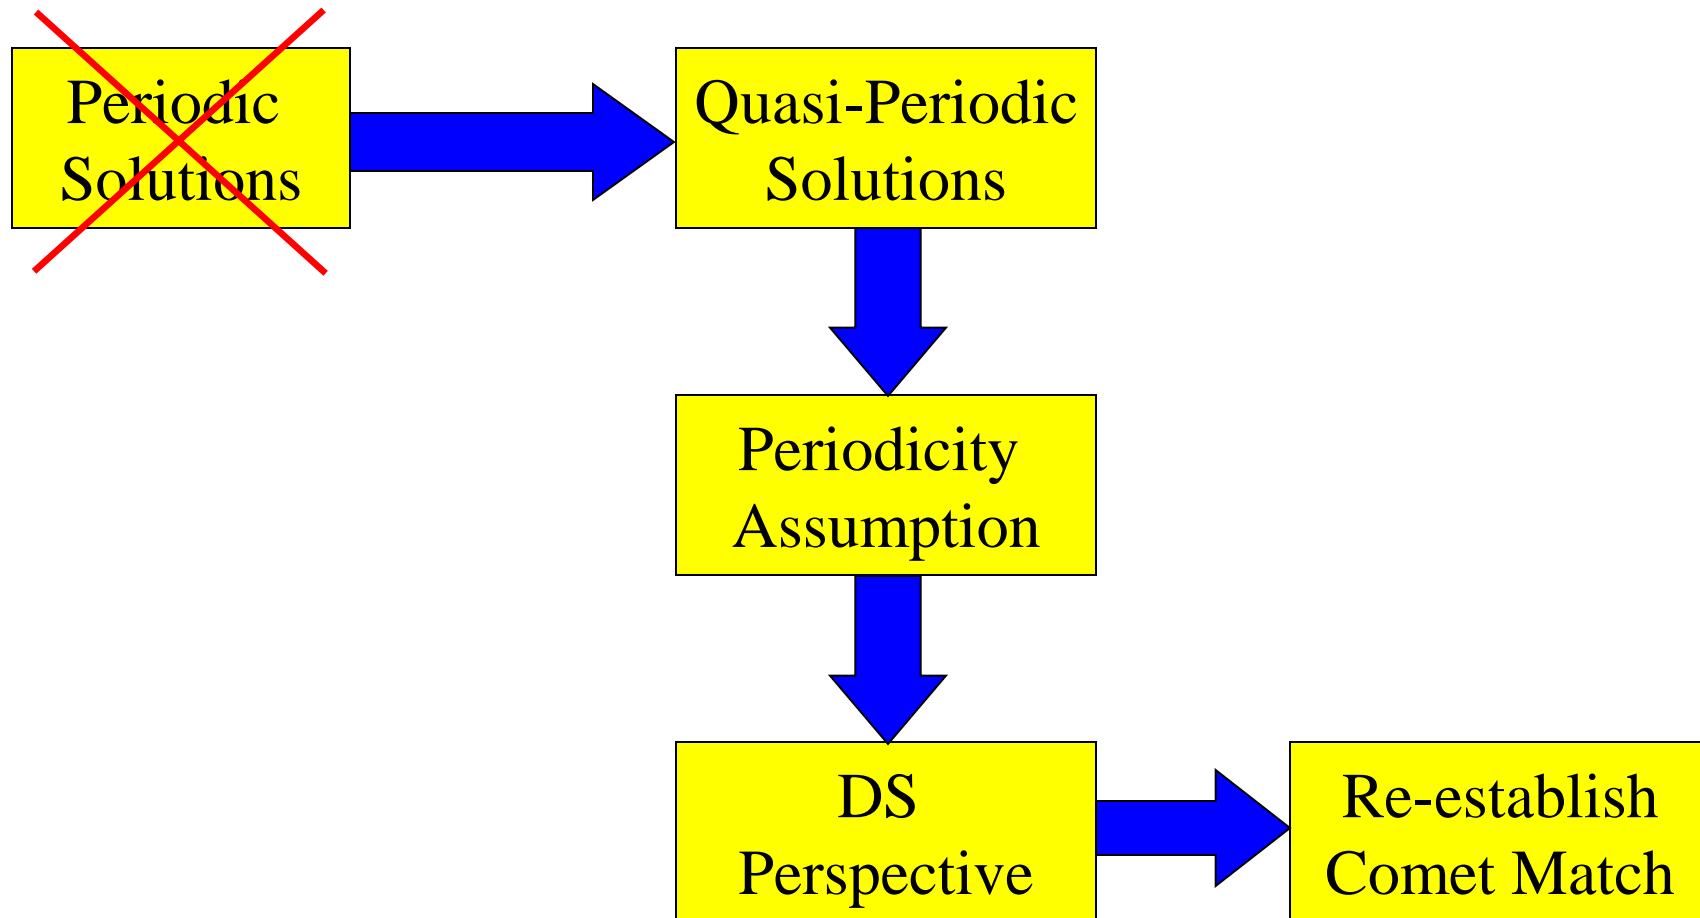 Periodic
Solutions
Quasi-Periodic
Solutions
Periodicity
Assumption
DS
Perspective
Re-establish
Comet Match